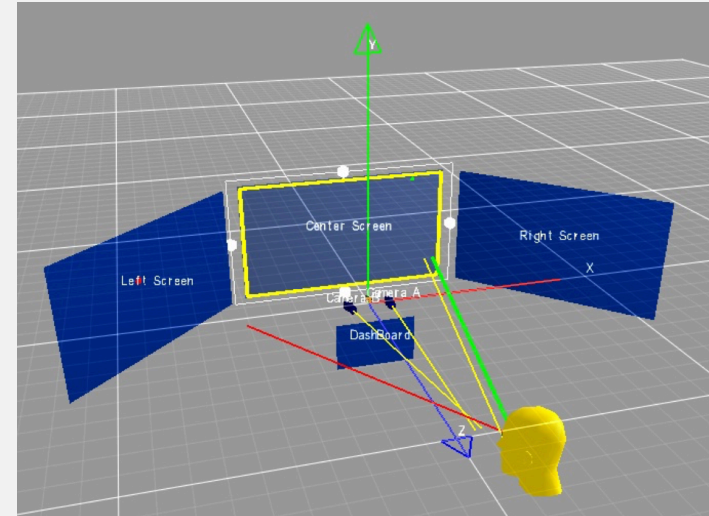 Y
Center Screen
Right Screen
X
Left Screen
Camera B
Camera A
DashBoard
Z